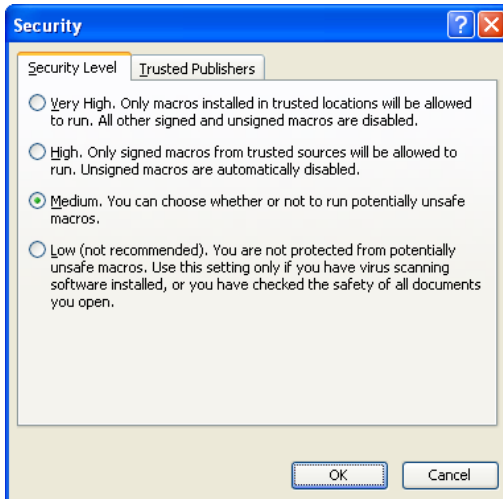 Security
Security Level
Trusted Publishers
Very High. Only macros installed in trusted locations will be allowed
to run. All other signed and unsigned macros are disabled.
High. Only signed macros from trusted sources will be allowed to
run. Unsigned macros are automatically disabled.
Medium. You can choose whether or not to run potentially unsafe
macros.
Low (not recommended). You are not protected from potentially
unsafe macros. Use this setting only if you have virus scanning
software installed, or you have checked the safety of all documents
you open.
OK
Cancel